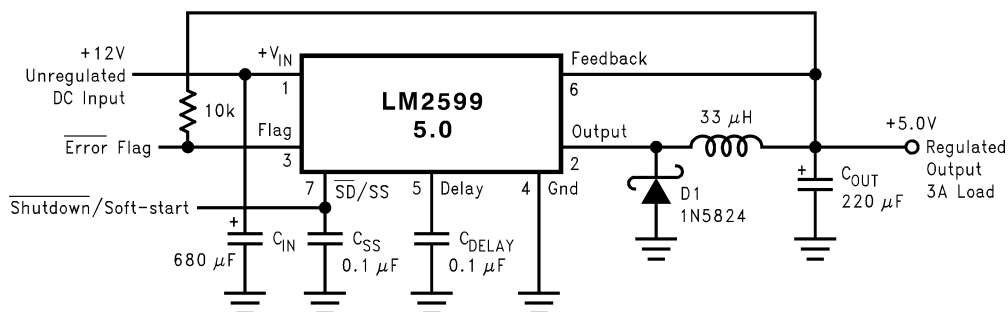 +12V
Unregulated
DC Input
+V_IN
1
10k
LM2599
5.0
Feedback
6
33 μH
+5.0V
Regulated
Output
3A Load
Error Flag
Flag
3
Output
2
7
SD/SS
5
Delay
4
Gnd
D1
1N5824
+
C_OUT
220 μF
Shutdown/Soft-start
+
C_IN
680 μF
C_SS
0.1 μF
C_DELAY
0.1 μF